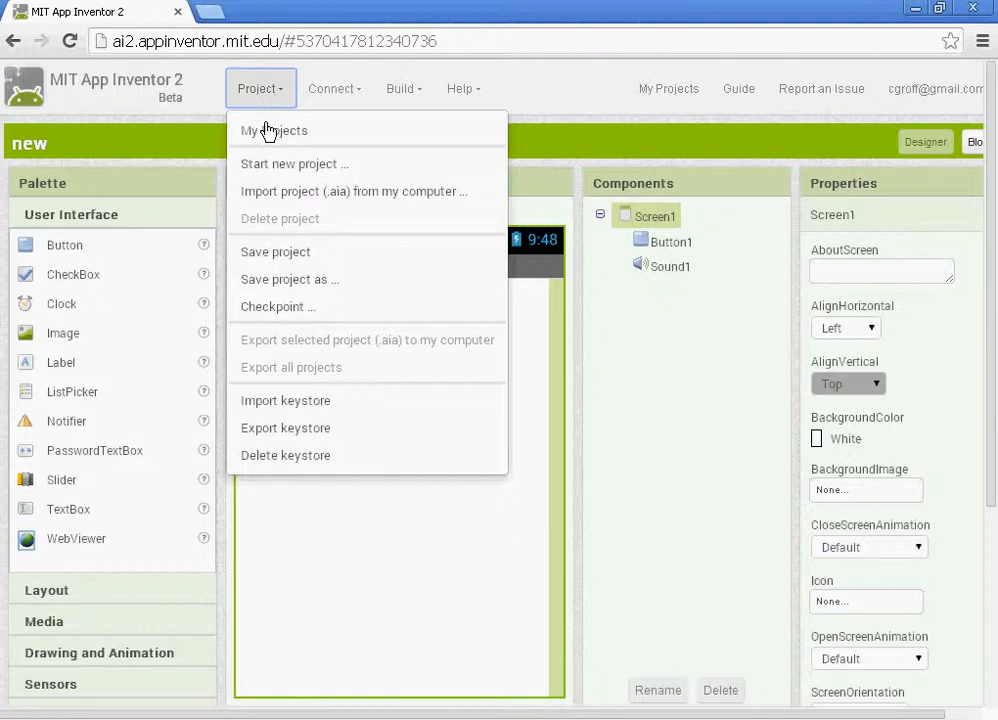 MIT App Inventor 2
ai2.appinventor.mit.edu/#5370417812340736
MIT App Inventor 2
Beta
Project
Connect
Build
Help
My Projects
Guide
Report an Issue
cgroff@gmail.com
new
Designer
Blo
My Projects
Start new project ...
Import project (.aia) from my computer ...
Delete project
Save project
Save project as ...
Checkpoint ...
Export selected project (.aia) to my computer
Export all projects
Import keystore
Export keystore
Delete keystore
Palette
User Interface
Button
CheckBox
Clock
Image
Label
ListPicker
Notifier
PasswordTextBox
Slider
TextBox
WebViewer
Layout
Media
Drawing and Animation
Sensors
9:48
Components
Screen1
Button1
Sound1
Rename
Delete
Properties
Screen1
AboutScreen
AlignHorizontal
Left
AlignVertical
Top
BackgroundColor
White
BackgroundImage
None...
CloseScreenAnimation
Default
Icon
None...
OpenScreenAnimation
Default
ScreenOrientation